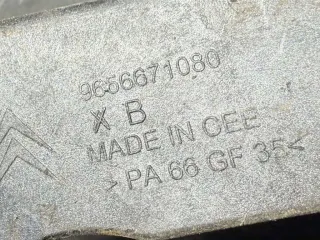 9656671080
X B
MADE IN CEE
>PA 66 GF 35<